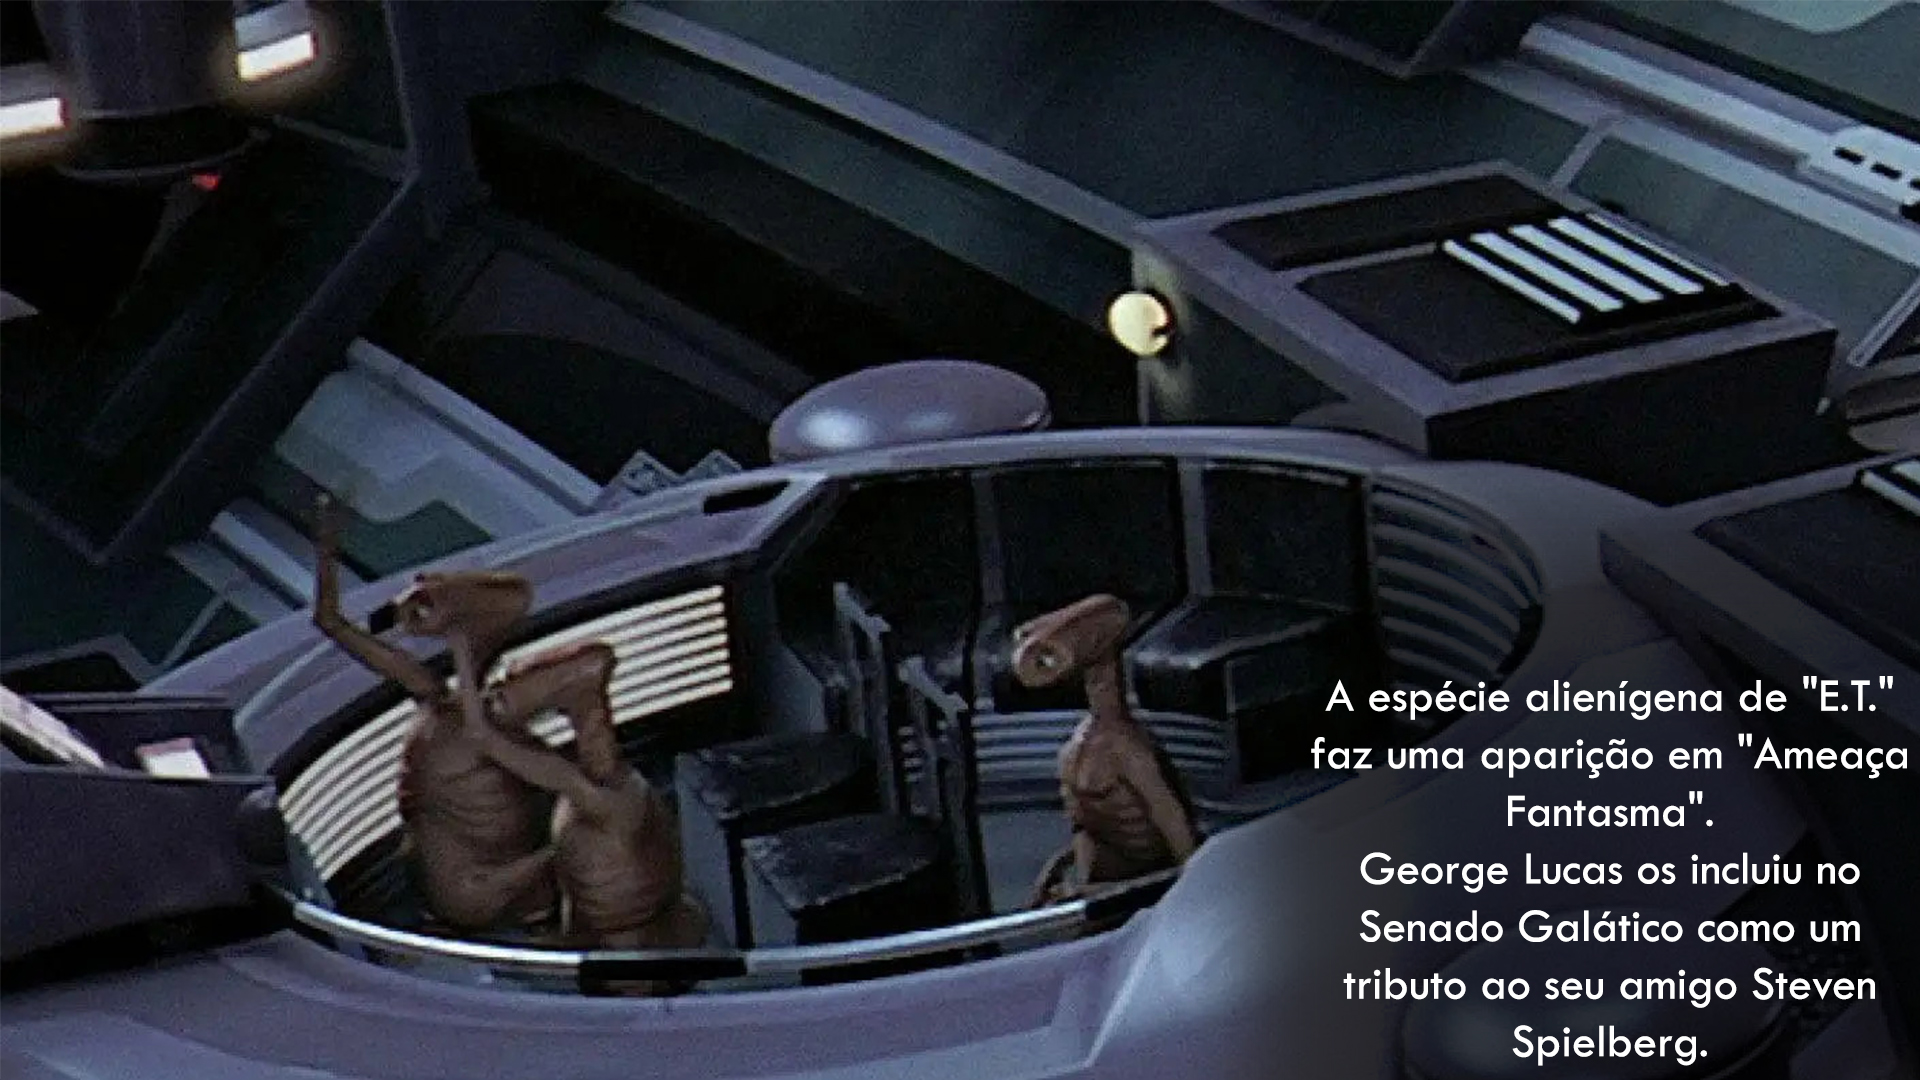 A espécie alienígena de "E.T."
faz uma aparição em "Ameaça
Fantasma".
George Lucas os incluiu no
Senado Galático como um
tributo ao seu amigo Steven
Spielberg.